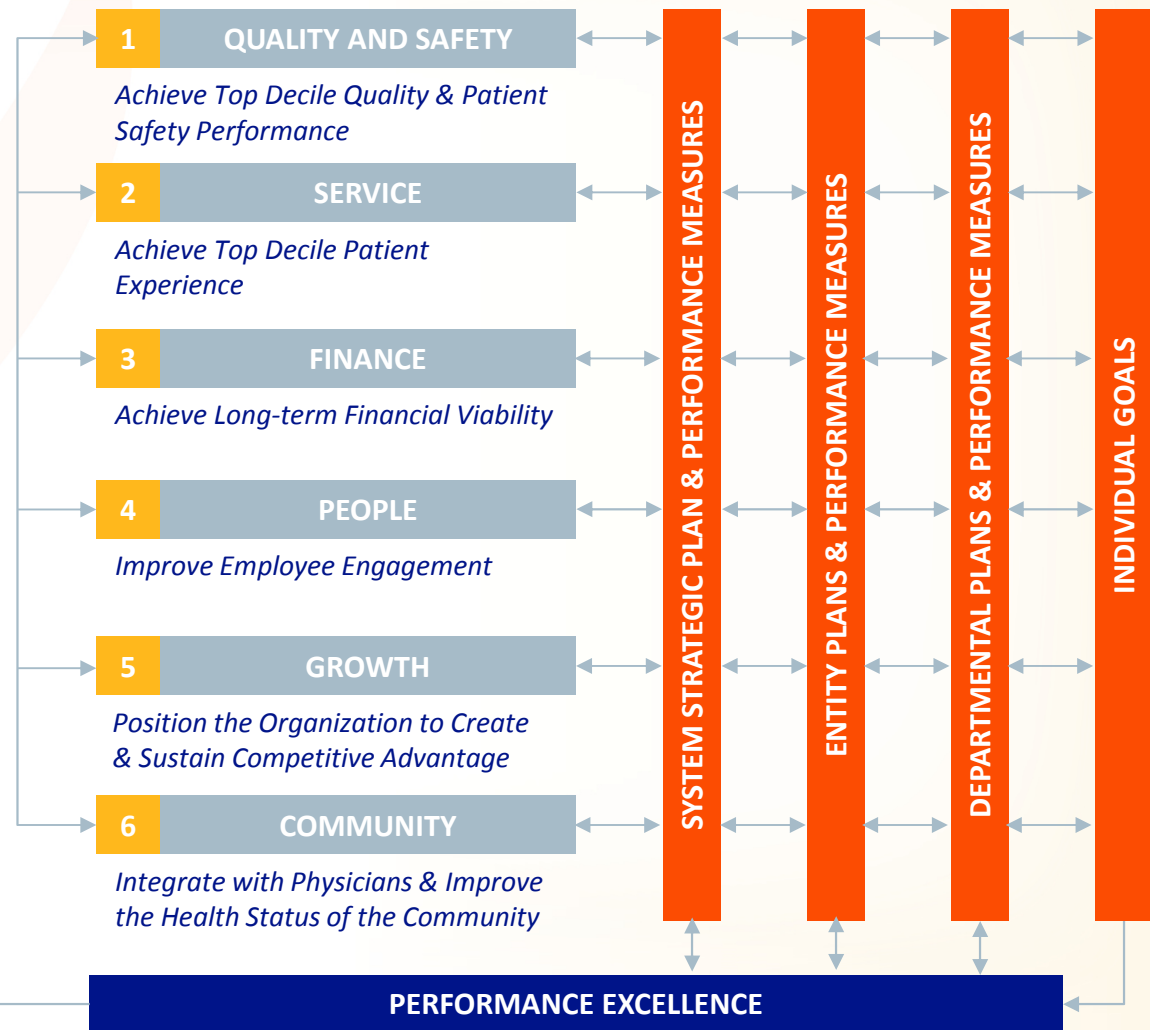 1 QUALITY AND SAFETY
Achieve Top Decile Quality & Patient
Safety Performance
2 SERVICE
Achieve Top Decile Patient
Experience
3 FINANCE
Achieve Long-term Financial Viability
4 PEOPLE
Improve Employee Engagement
5 GROWTH
Position the Organization to Create
& Sustain Competitive Advantage
6 COMMUNITY
Integrate with Physicians & Improve
the Health Status of the Community
SYSTEM STRATEGIC PLAN & PERFORMANCE MEASURES
ENTITY PLANS & PERFORMANCE MEASURES
DEPARTMENTAL PLANS & PERFORMANCE MEASURES
INDIVIDUAL GOALS
PERFORMANCE EXCELLENCE